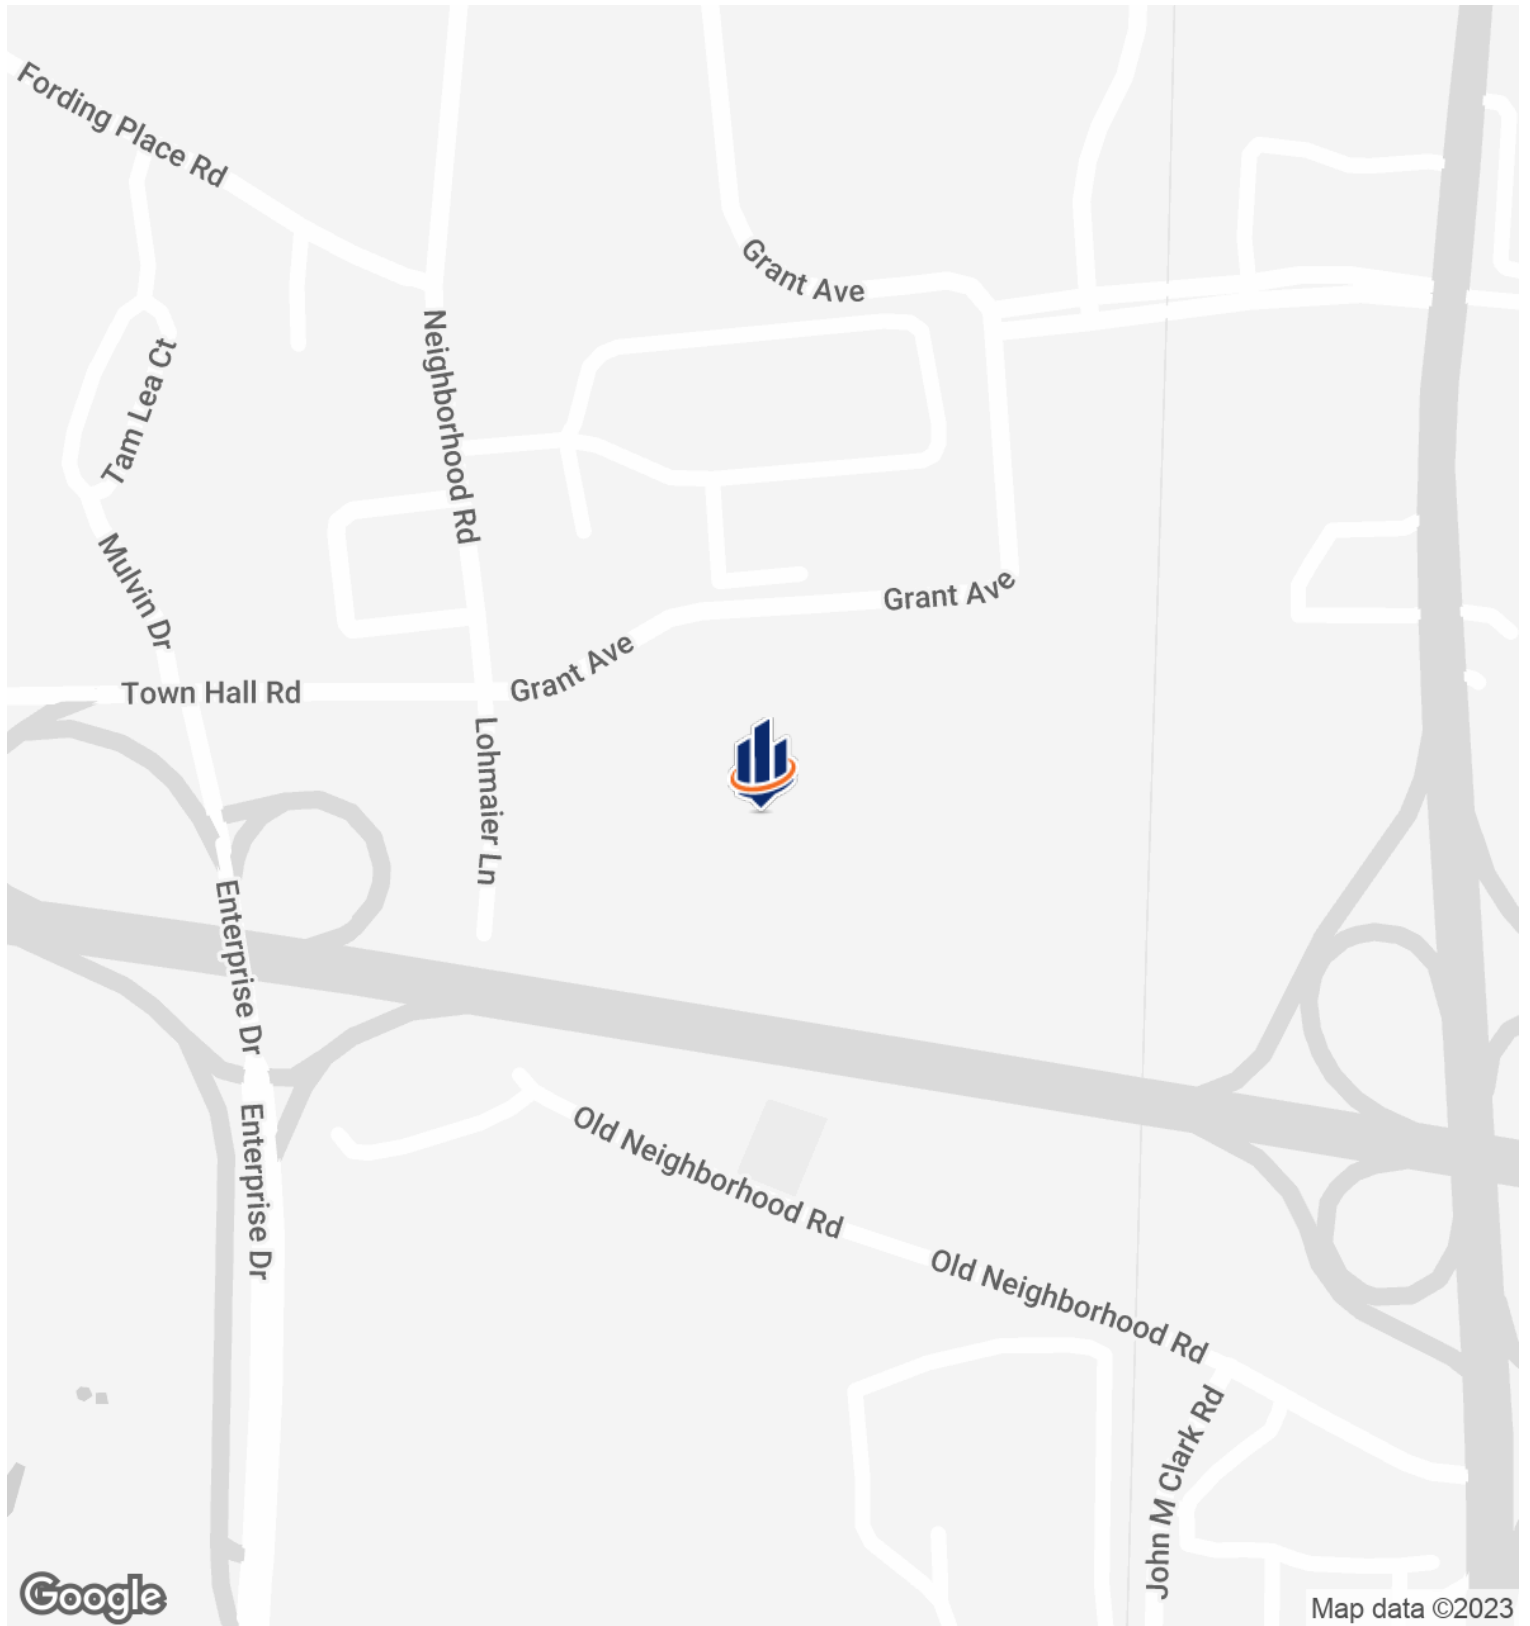 Fording Place Rd
Grant Ave
Neighborhood Rd
Tam Lea Ct
Mulvin Dr
Grant Ave
Grant Ave
Town Hall Rd
Lohmaier Ln
Enterprise Dr
Enterprise Dr
Old Neighborhood Rd
Old Neighborhood Rd
John M Clark Rd
Google
Map data ©2023